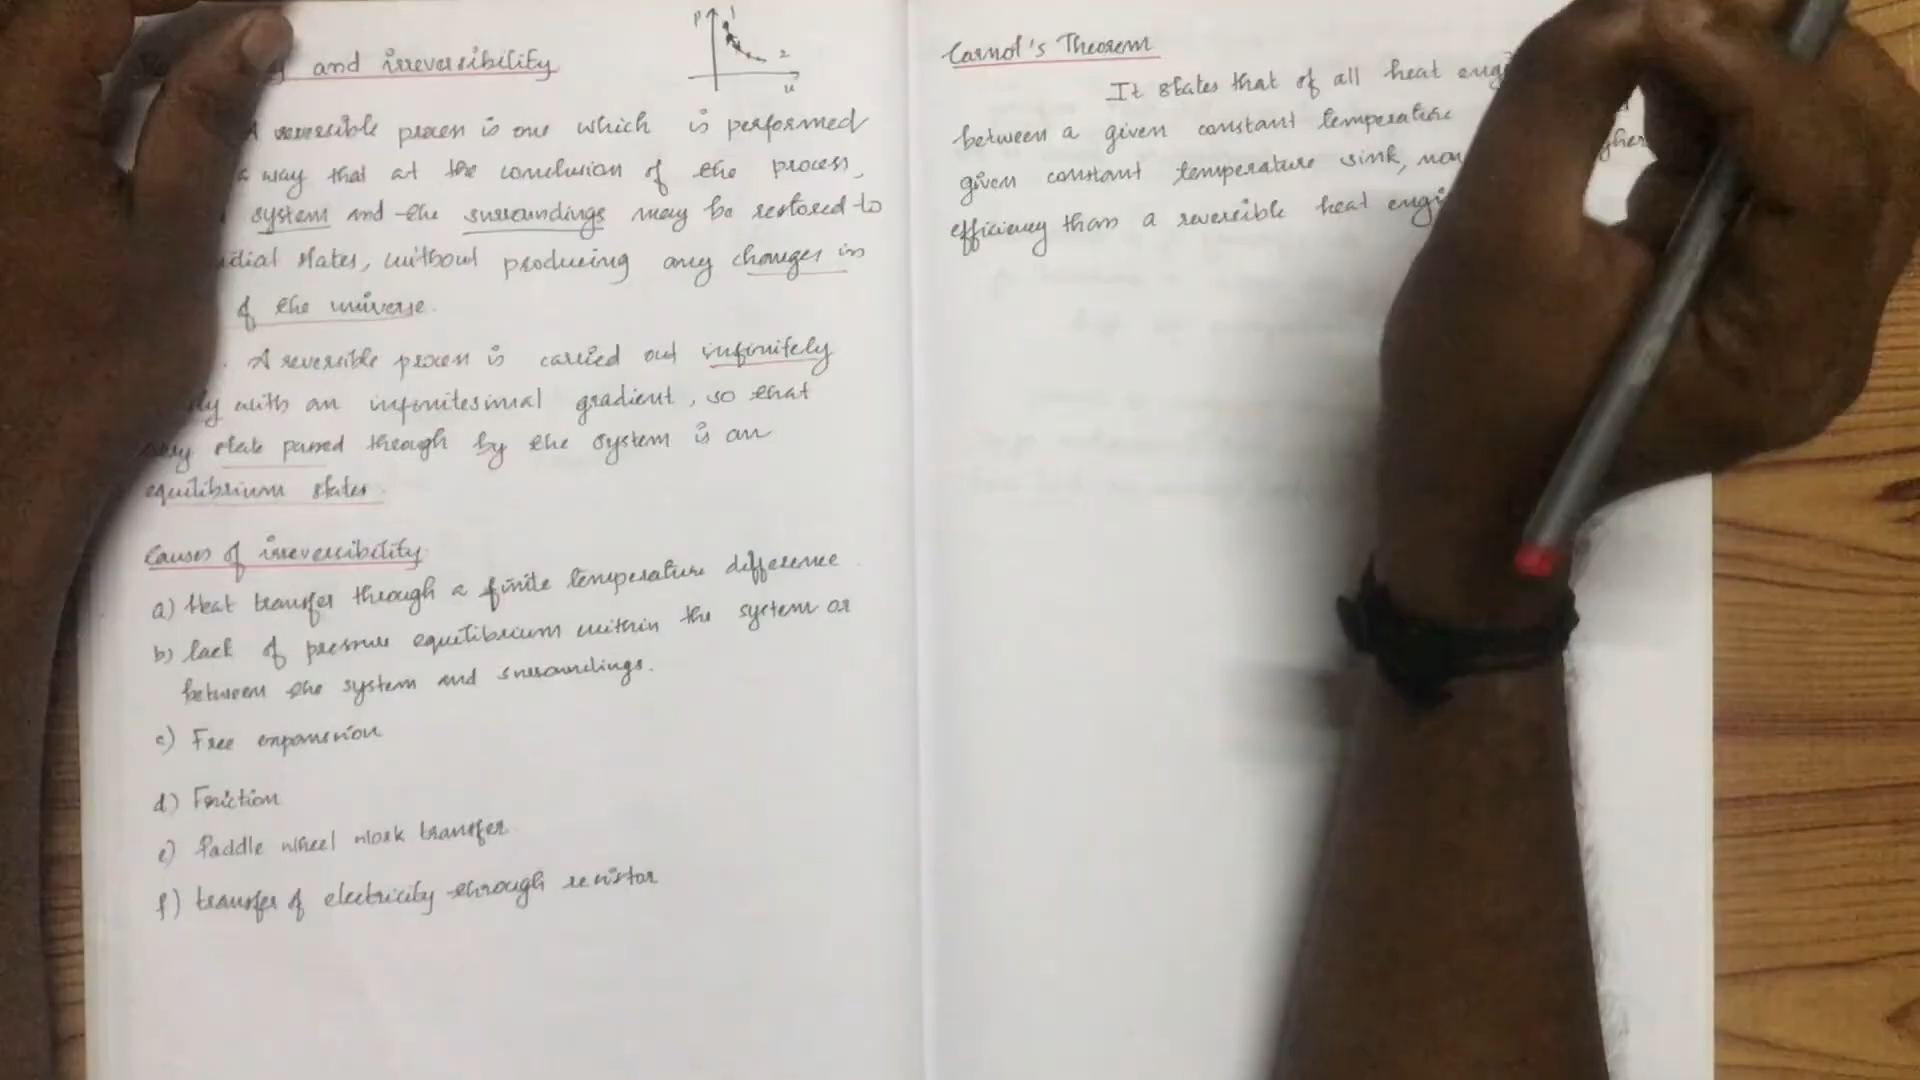 and irreversibility
P 1
2
A reversible process is one which is performed
a way that at the conclusion of the process,
system and the surroundings may be restored to
states, without producing any changes in
of the universe.
A reversible process is carried out infinitely
with an infinitesimal gradient, so that
state passed through by the system is an
equilibrium states.
Causes of irreversibility
a) Heat transfer through a finite temperature difference
b) lack of pressure equilibrium within the system or
between the system and surroundings.
c) Free expansion
d) Friction
e) Paddle wheel work transfer
f) transfer of electricity through resistor
Carnot's Theorem
It states that of all heat
between a given constant temperature
given constant temperature sink,
efficiency than a reversible heat